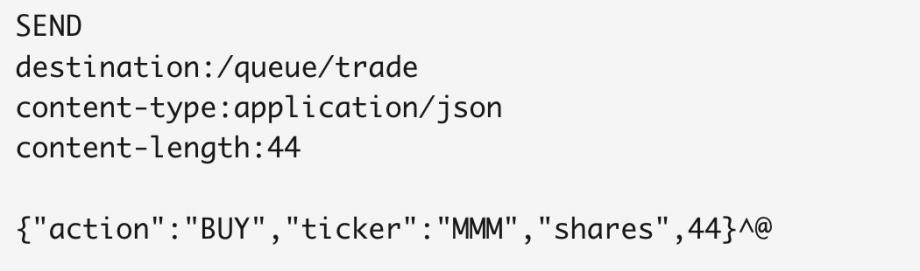 SEND
destination:/queue/trade
content-type:application/json
content-length:44

{"action":"BUY","ticker":"MMM","shares",44}^@